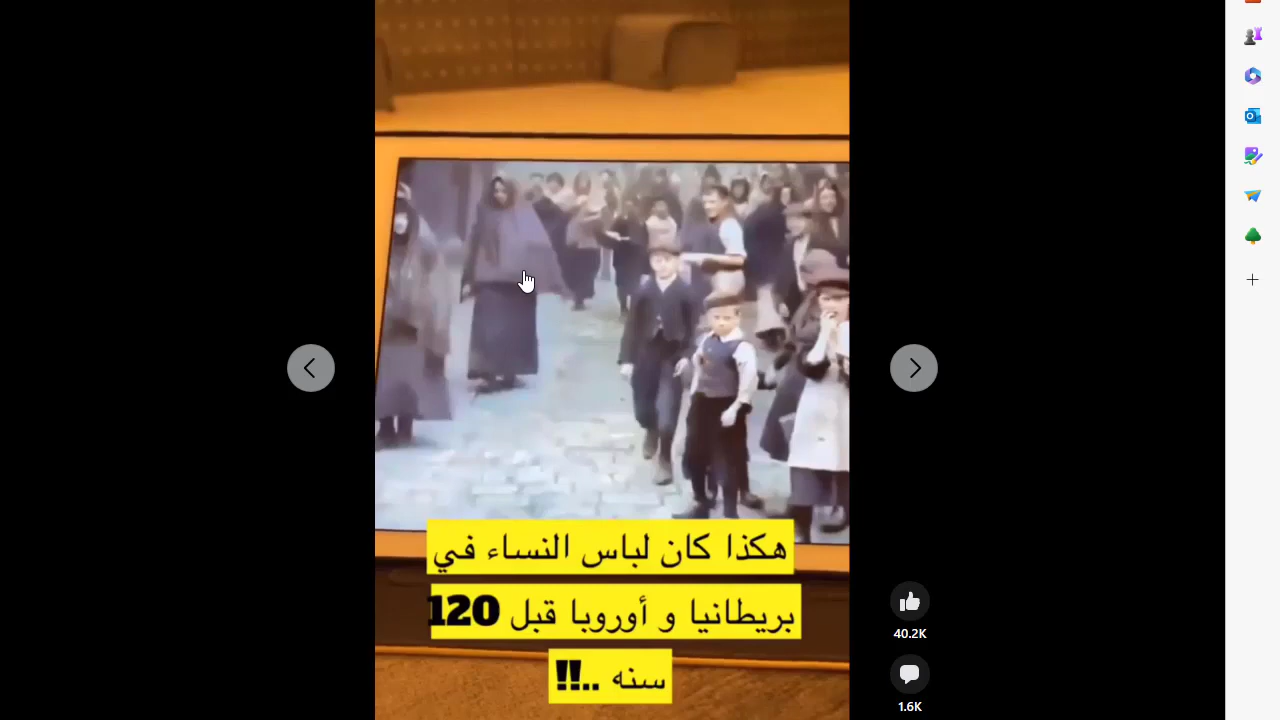 هكذا كان لباس النساء في
بريطانيا و أوروبا قبل 120
سنه ..!!
40.2K
1.6K